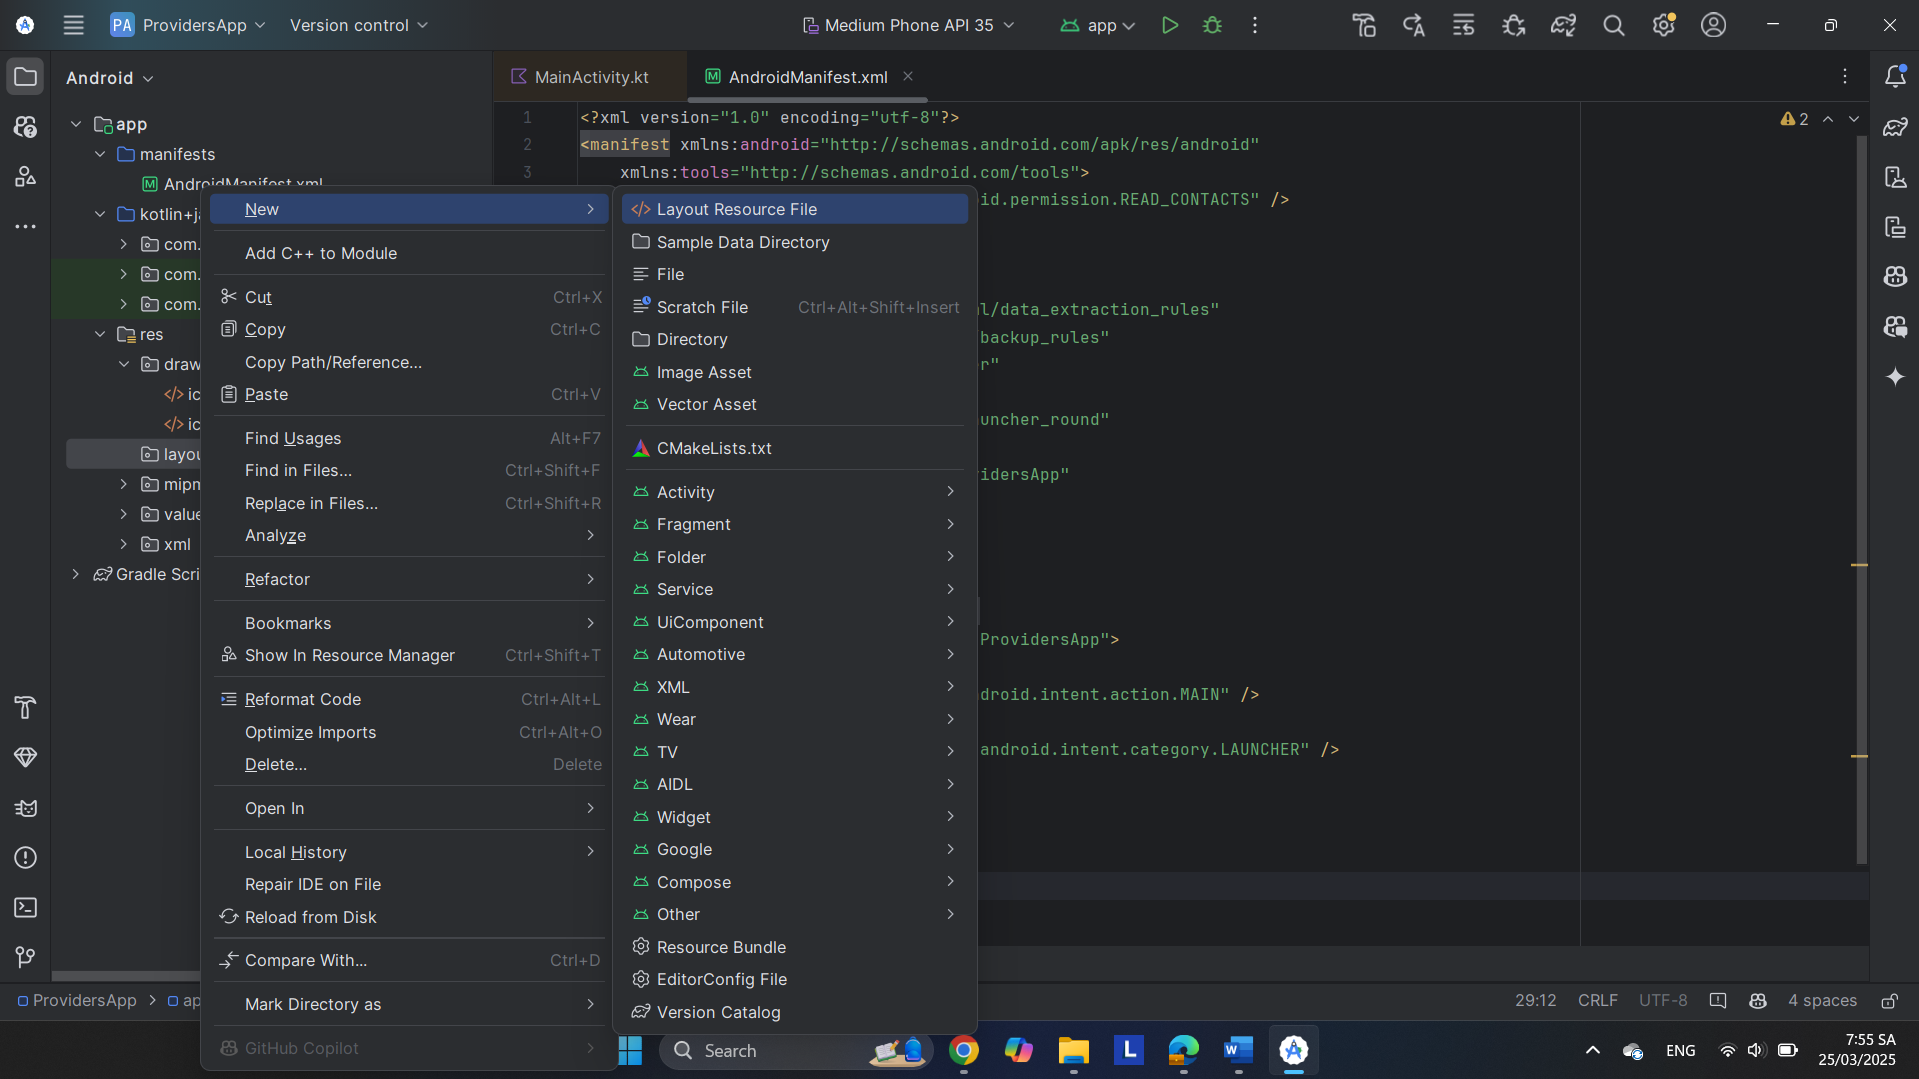 PA ProvidersApp Version control Medium Phone API 35 app
Android
MainActivity.kt AndroidManifest.xml
app
manifests
AndroidManifest.xml
kotlin+j
com.
com.
com.
res
draw
ic
ic
layou
mipm
value
xml
Gradle Scri
1 <?xml version="1.0" encoding="utf-8"?>
2 <manifest xmlns:android="http://schemas.android.com/apk/res/android"
3 xmlns:tools="http://schemas.android.com/tools">
id.permission.READ_CONTACTS" />
l/data_extraction_rules"
backup_rules"
r"
uncher_round"
vidersApp"
ProvidersApp">
droid.intent.action.MAIN" />
android.intent.category.LAUNCHER" />
2
New
Add C++ to Module
Cut Ctrl+X
Copy Ctrl+C
Copy Path/Reference...
Paste Ctrl+V
Find Usages Alt+F7
Find in Files... Ctrl+Shift+F
Replace in Files... Ctrl+Shift+R
Analyze
Refactor
Bookmarks
Show In Resource Manager Ctrl+Shift+T
Reformat Code Ctrl+Alt+L
Optimize Imports Ctrl+Alt+O
Delete... Delete
Open In
Local History
Repair IDE on File
Reload from Disk
Compare With... Ctrl+D
Mark Directory as
GitHub Copilot
Layout Resource File
Sample Data Directory
File
Scratch File Ctrl+Alt+Shift+Insert
Directory
Image Asset
Vector Asset
CMakeLists.txt
Activity
Fragment
Folder
Service
UiComponent
Automotive
XML
Wear
TV
AIDL
Widget
Google
Compose
Other
Resource Bundle
EditorConfig File
Version Catalog
ProvidersApp > ap
29:12 CRLF UTF-8 4 spaces
Search
L
W
ENG
7:55 SA
25/03/2025